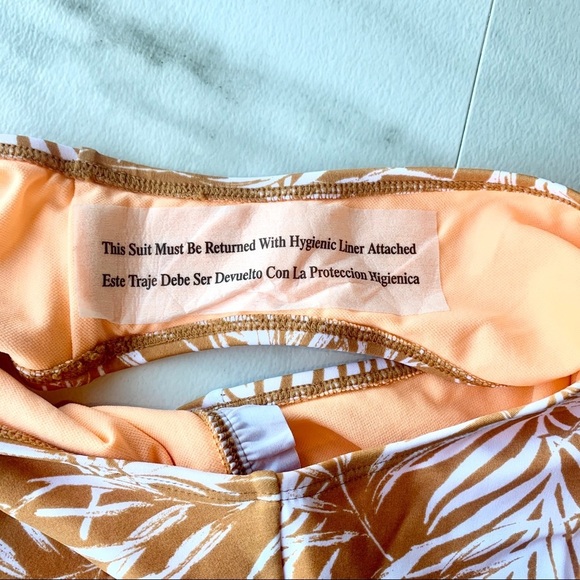 This Suit Must Be Returned With Hygienic Liner Attached
Este Traje Debe Ser Devuelto Con La Proteccion Higienica